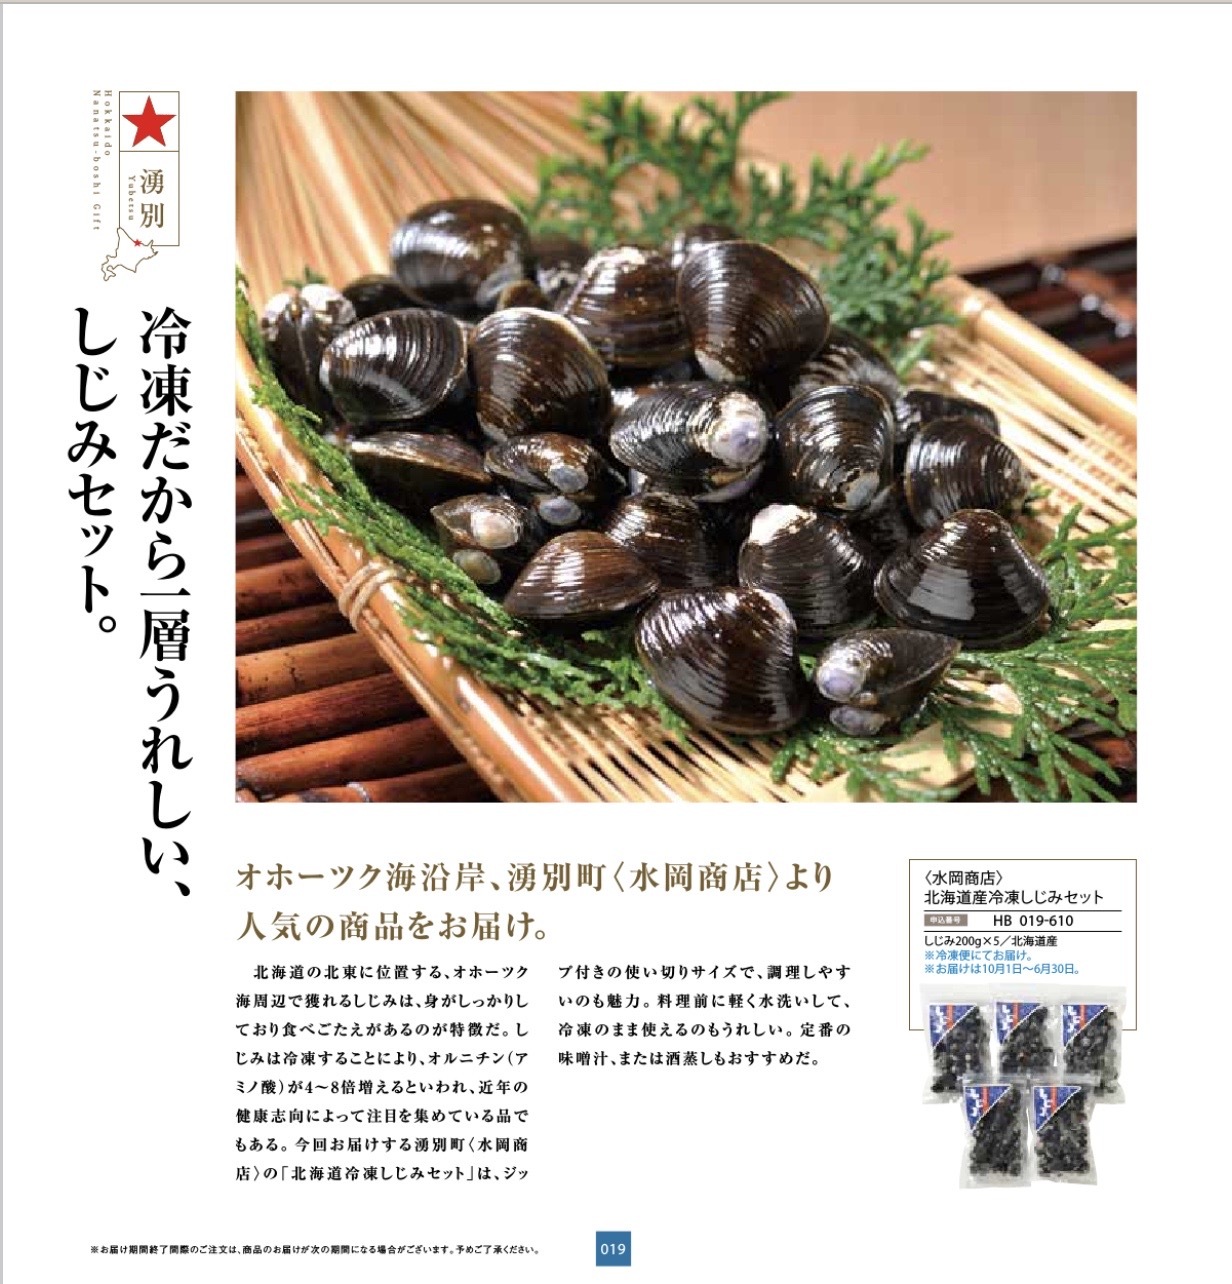 Hokkaido
Nanatsu-boshi Gift
湧別
Yubetsu
冷凍だから一層うれしい、
しじみセット。
オホーツク海沿岸、湧別町〈水岡商店〉より
人気の商品をお届け。
北海道の北東に位置する、オホーツク
海周辺で獲れるしじみは、身がしっかりし
ており食べごたえがあるのが特徴だ。し
じみは冷凍することにより、オルニチン(ア
ミノ酸)が4〜8倍増えるといわれ、近年の
健康志向によって注目を集めている品で
もある。今回お届けする湧別町〈水岡商
店〉の「北海道冷凍しじみセット」は、ジッ
プ付きの使い切りサイズで、調理しやす
いのも魅力。料理前に軽く水洗いして、
冷凍のまま使えるのもうれしい。定番の
味噌汁、または酒蒸しもおすすめだ。
〈水岡商店〉
北海道産冷凍しじみセット
申込番号 HB 019-610
しじみ200g×5／北海道産
※冷凍便にてお届け。
※お届けは10月1日〜6月30日。
※お届け期間終了間際のご注文は、商品のお届けが次の期間になる場合がございます。予めご了承ください。
019